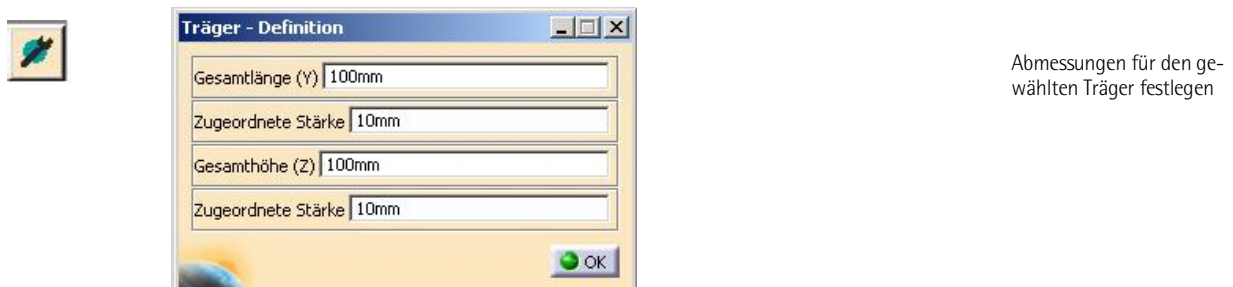 Träger - Definition
Gesamtlänge (Y) 100mm
Zugeordnete Stärke 10mm
Gesamthöhe (Z) 100mm
Zugeordnete Stärke 10mm
OK
Abmessungen für den ge-
wählten Träger festlegen